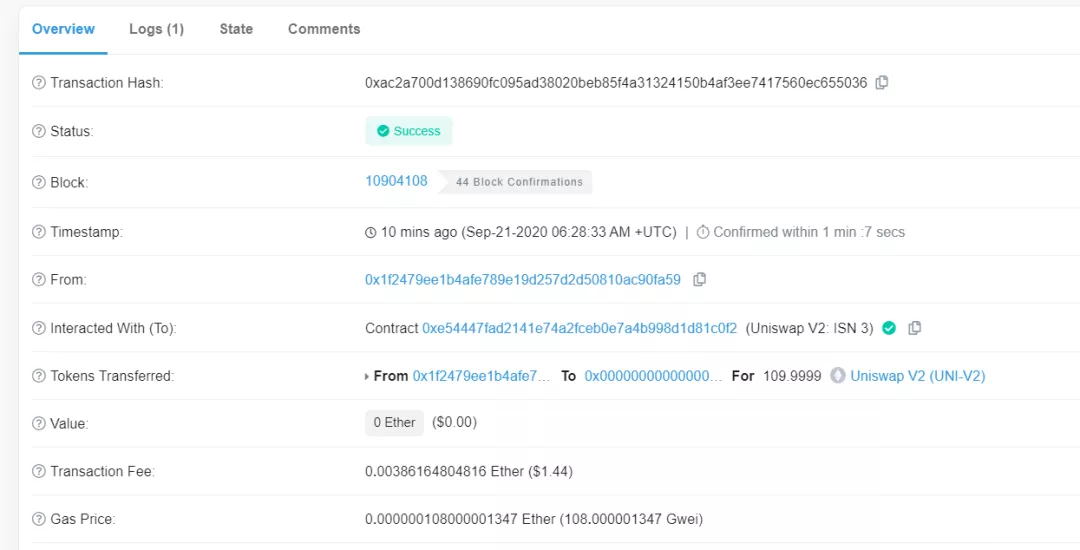 Overview Logs (1) State Comments
Transaction Hash: 0xac2a700d138690fc095ad38020beb85f4a31324150b4af3ee7417560ec655036
Status: Success
Block: 10904108 44 Block Confirmations
Timestamp: 10 mins ago (Sep-21-2020 06:28:33 AM +UTC) | Confirmed within 1 min :7 secs
From: 0x1f2479ee1b4afe789e19d257d2d50810ac90fa59
Interacted With (To): Contract 0xe54447fad2141e74a2fceb0e7a4b998d1d81c0f2 (Uniswap V2: ISN 3)
Tokens Transferred: From 0x1f2479ee1b4afe7... To 0x00000000000000... For 109.9999 Uniswap V2 (UNI-V2)
Value: 0 Ether ($0.00)
Transaction Fee: 0.00386164804816 Ether ($1.44)
Gas Price: 0.000000108000001347 Ether (108.000001347 Gwei)